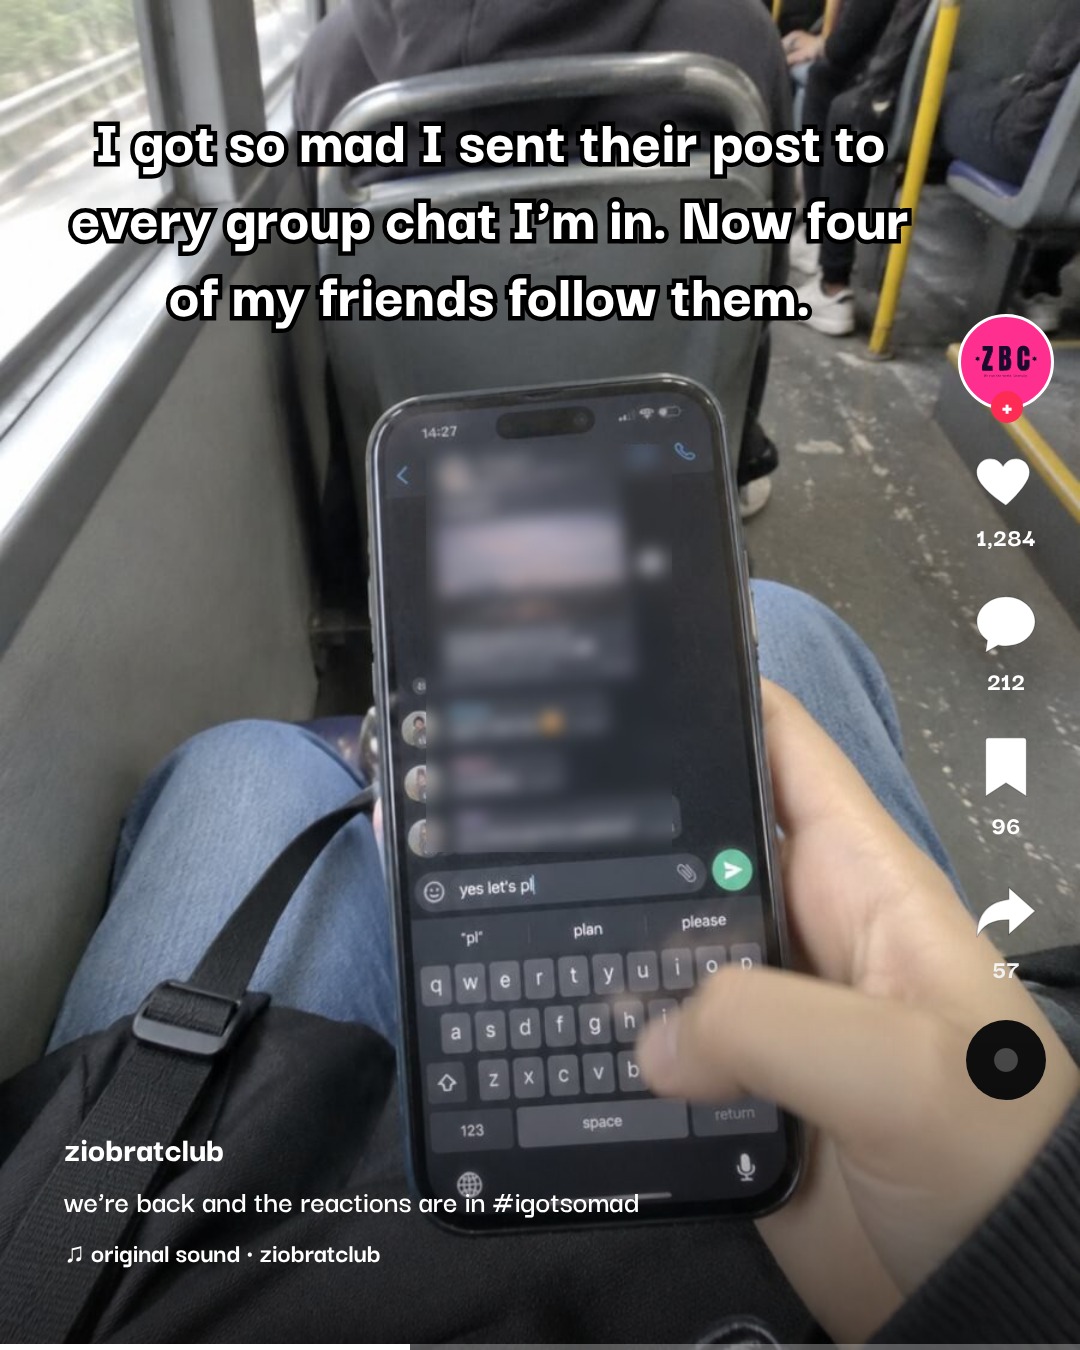 I got so mad I sent their post to
every group chat I’m in. Now four
of my friends follow them.
14:27
ZBC
1,284
212
96
yes let's pl
"pl" plan please
57
q w e r t y u i o p
a s d f g h j
z x c v b
123 space return
ziobratclub
we’re back and the reactions are in #igotsomad
♫ original sound • ziobratclub